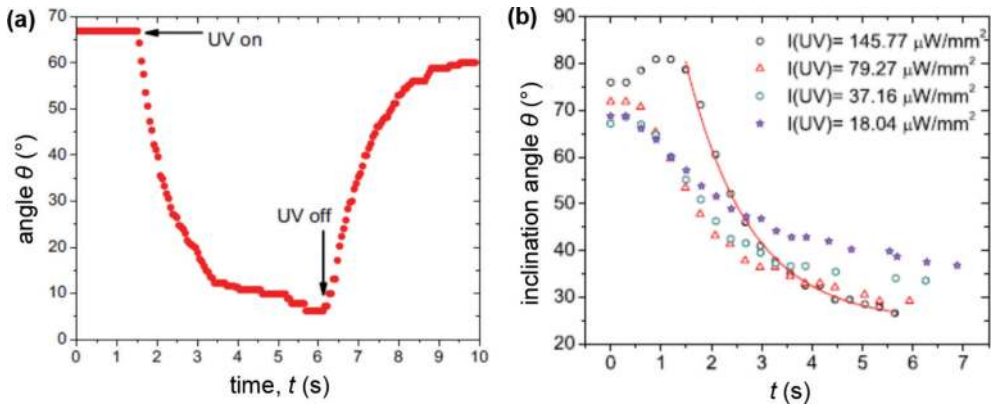 (a)
UV on
UV off
angle θ (°)
70
60
50
40
30
20
10
0
0 1 2 3 4 5 6 7 8 9 10
time, t (s)
(b)
I(UV)= 145.77 μW/mm²
I(UV)= 79.27 μW/mm²
I(UV)= 37.16 μW/mm²
I(UV)= 18.04 μW/mm²
inclination angle θ (°)
100
90
80
70
60
50
40
30
20
0 1 2 3 4 5 6 7
t (s)